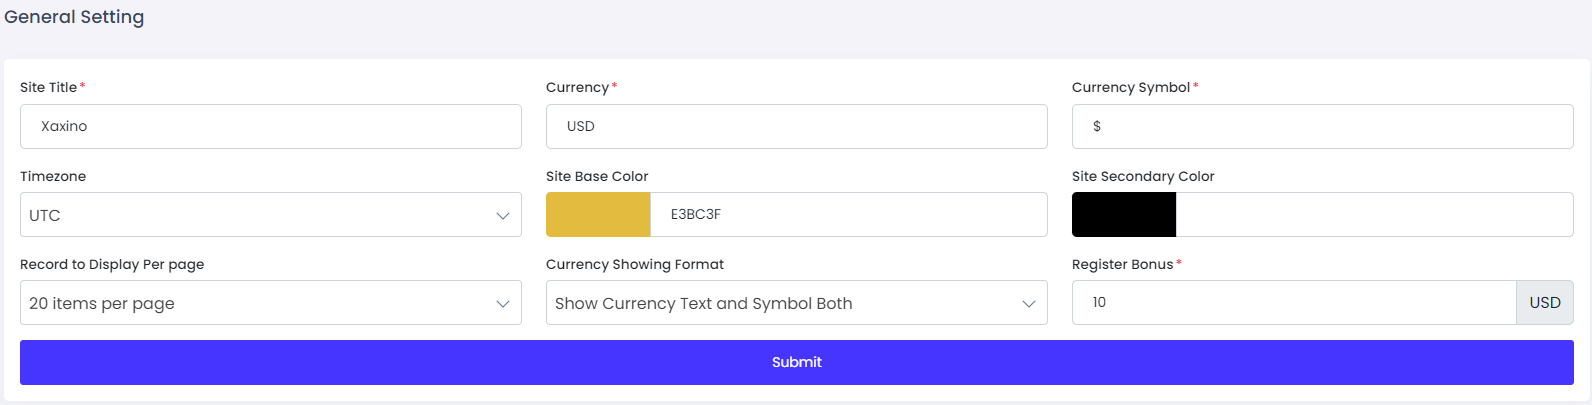 General Setting
Site Title*
Currency*
Currency Symbol*
Xaxino
USD
$
Timezone
Site Base Color
Site Secondary Color
UTC
E3BC3F
Record to Display Per page
Currency Showing Format
Register Bonus*
20 items per page
Show Currency Text and Symbol Both
10
USD
Submit